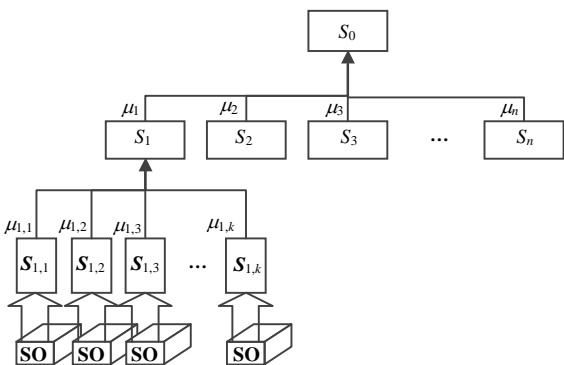 S0
μ1 μ2 μ3 μn
S1 S2 S3 ... Sn
μ1,1 μ1,2 μ1,3 μ1,k
S1,1 S1,2 S1,3 ... S1,k
SO SO SO SO